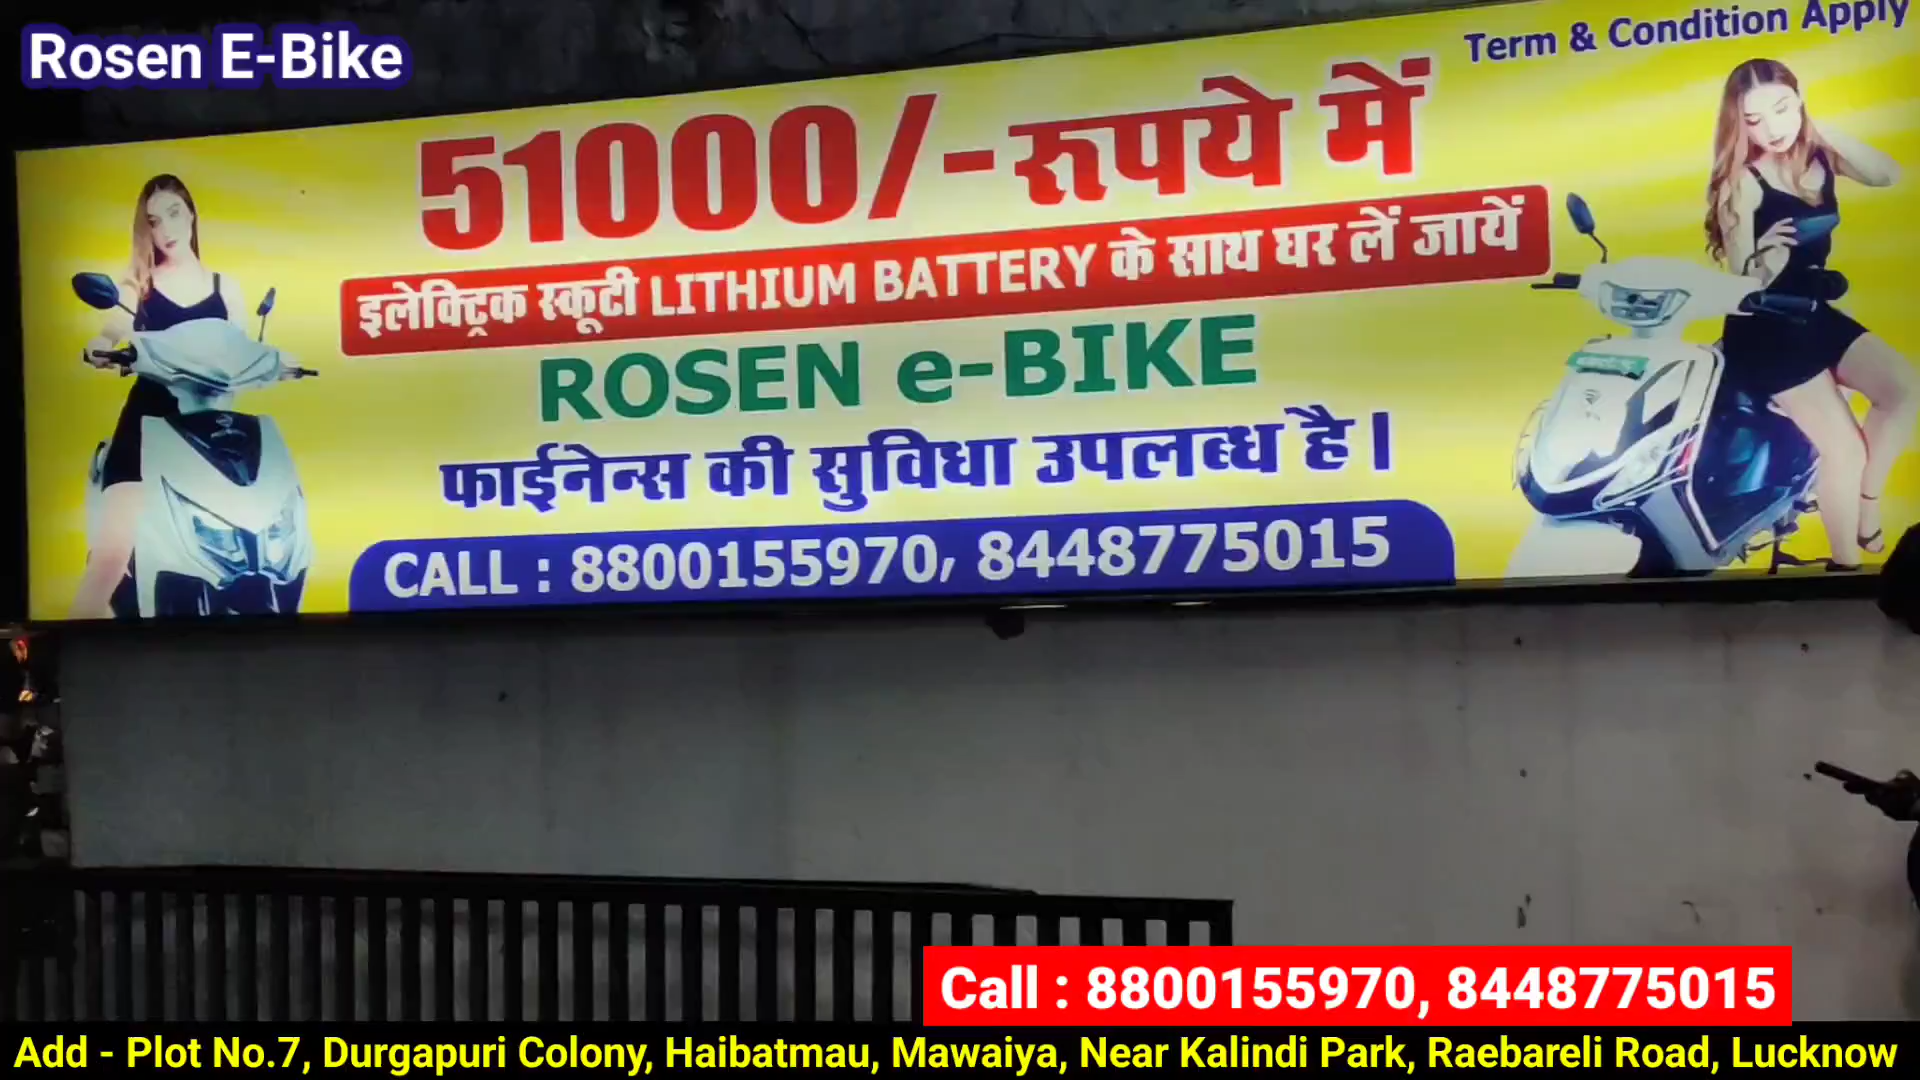 Rosen E-Bike
Term & Condition Apply
51000/- रूपये में
इलेक्ट्रिक स्कूटी LITHIUM BATTERY के साथ घर लें जायें
ROSEN e-BIKE
फाईनेन्स की सुविधा उपलब्ध है।
CALL : 8800155970, 8448775015
Call : 8800155970, 8448775015
Add - Plot No.7, Durgapuri Colony, Haibatmau, Mawaiya, Near Kalindi Park, Raebareli Road, Lucknow